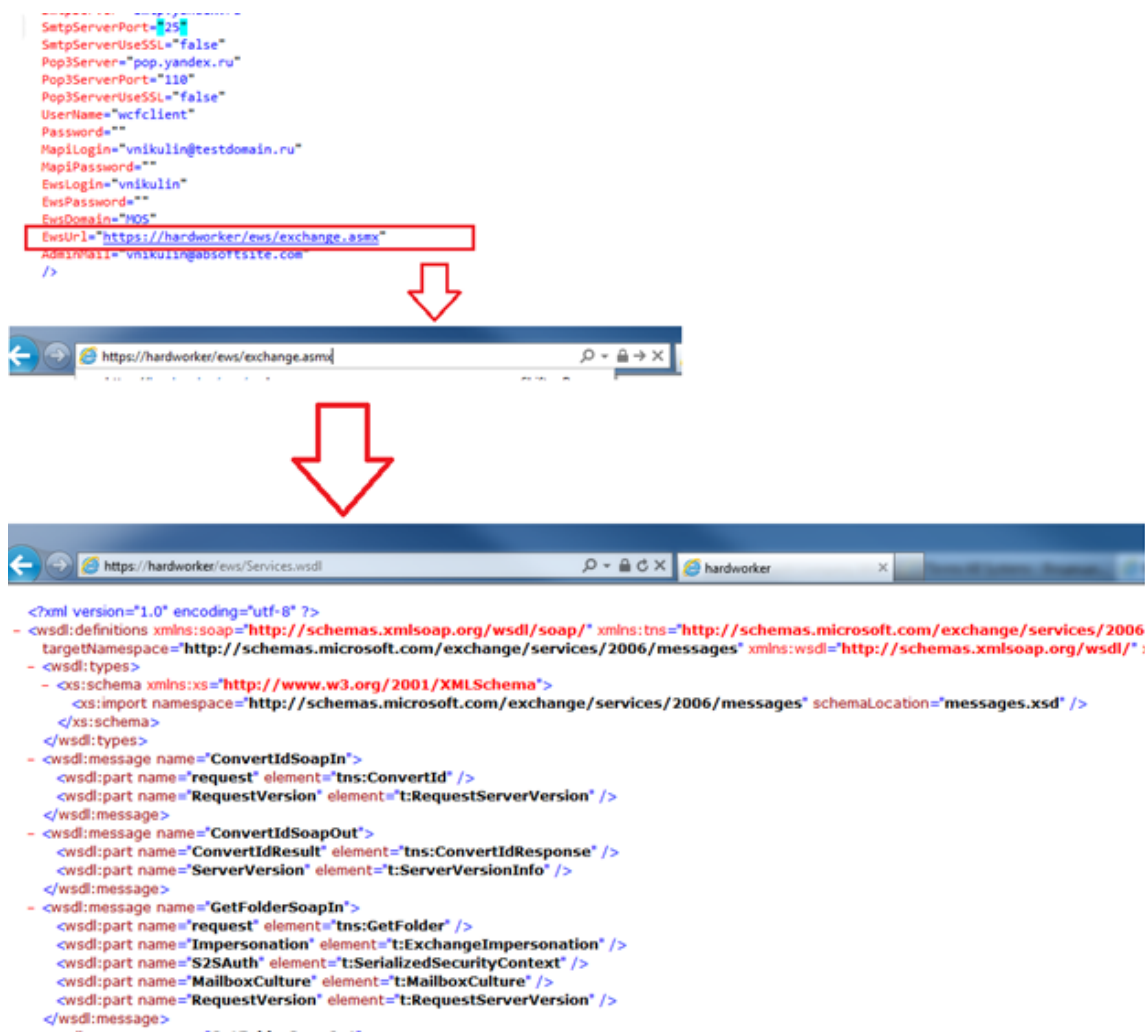 SmtpServerPort="25"
SmtpServerUseSSL="false"
Pop3Server="pop.yandex.ru"
Pop3ServerPort="110"
Pop3ServerUseSSL="false"
UserName="wcfclient"
Password=""
MapiLogin="vnikulin@testdomain.ru"
MapiPassword=""
EwsLogin="vnikulin"
EwsPassword=""
EwsDomain="MOS"
EwsUrl="https://hardworker/ews/exchange.asmx"
AdminMail="vnikulin@absoftsite.com"
/>
https://hardworker/ews/exchange.asmx
https://hardworker/ews/Services.wsdl
hardworker
<?xml version="1.0" encoding="utf-8" ?>
- <wsdl:definitions xmlns:soap="http://schemas.xmlsoap.org/wsdl/soap/" xmlns:tns="http://schemas.microsoft.com/exchange/services/2006
targetNamespace="http://schemas.microsoft.com/exchange/services/2006/messages" xmlns:wsdl="http://schemas.xmlsoap.org/wsdl/"
- <wsdl:types>
- <xs:schema xmlns:xs="http://www.w3.org/2001/XMLSchema">
<xs:import namespace="http://schemas.microsoft.com/exchange/services/2006/messages" schemaLocation="messages.xsd" />
</xs:schema>
</wsdl:types>
- <wsdl:message name="ConvertIdSoapIn">
<wsdl:part name="request" element="tns:ConvertId" />
<wsdl:part name="RequestVersion" element="t:RequestServerVersion" />
</wsdl:message>
- <wsdl:message name="ConvertIdSoapOut">
<wsdl:part name="ConvertIdResult" element="tns:ConvertIdResponse" />
<wsdl:part name="ServerVersion" element="t:ServerVersionInfo" />
</wsdl:message>
- <wsdl:message name="GetFolderSoapIn">
<wsdl:part name="request" element="tns:GetFolder" />
<wsdl:part name="Impersonation" element="t:ExchangeImpersonation" />
<wsdl:part name="S2SAuth" element="t:SerializedSecurityContext" />
<wsdl:part name="MailboxCulture" element="t:MailboxCulture" />
<wsdl:part name="RequestVersion" element="t:RequestServerVersion" />
</wsdl:message>